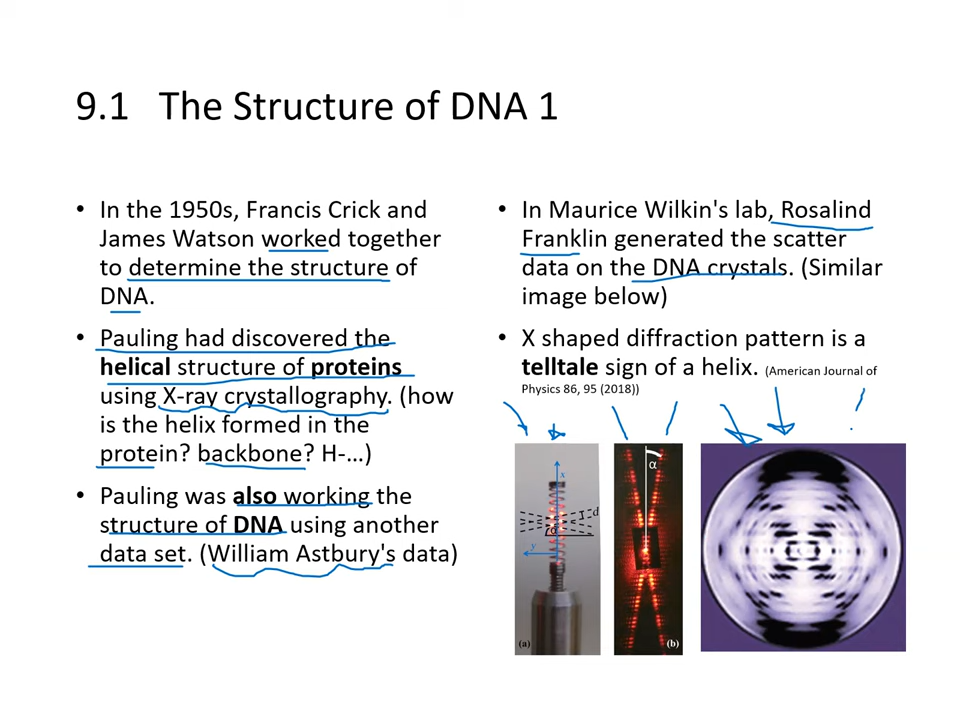 9.1 The Structure of DNA 1
• In the 1950s, Francis Crick and
James Watson worked together
to determine the structure of
DNA.
• Pauling had discovered the
helical structure of proteins
using X-ray crystallography. (how
is the helix formed in the
protein? backbone? H-…)
• Pauling was also working the
structure of DNA using another
data set. (William Astbury's data)
• In Maurice Wilkin's lab, Rosalind
Franklin generated the scatter
data on the DNA crystals. (Similar
image below)
• X shaped diffraction pattern is a
telltale sign of a helix. (American Journal of
Physics 86, 95 (2018))
x
d
α
y
(a)
α
(b)